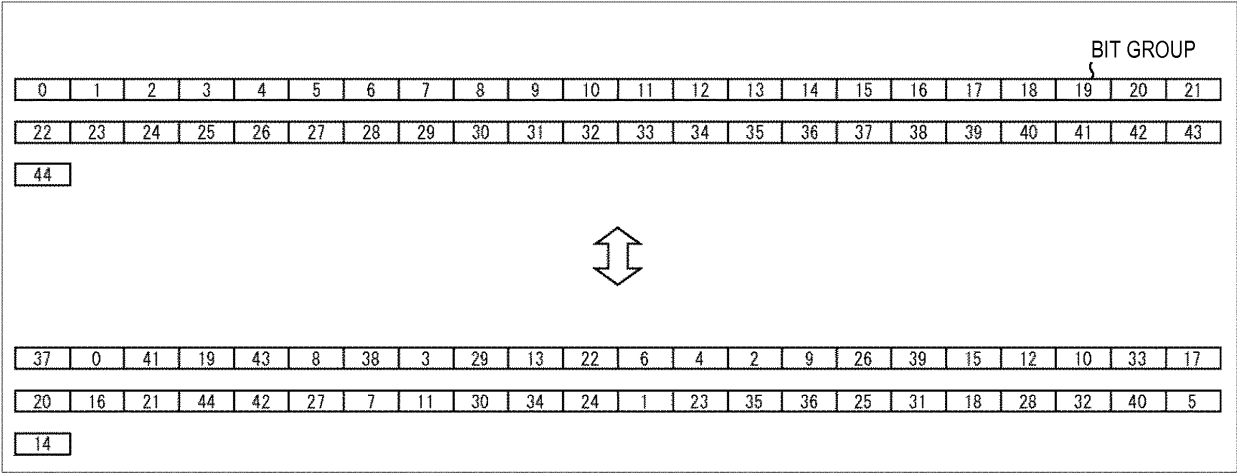 BIT GROUP
0 1 2 3 4 5 6 7 8 9 10 11 12 13 14 15 16 17 18 19 20 21
22 23 24 25 26 27 28 29 30 31 32 33 34 35 36 37 38 39 40 41 42 43
44
37 0 41 19 43 8 38 3 29 13 22 6 4 2 9 26 39 15 12 10 33 17
20 16 21 44 42 27 7 11 30 34 24 1 23 35 36 25 31 18 28 32 40 5
14